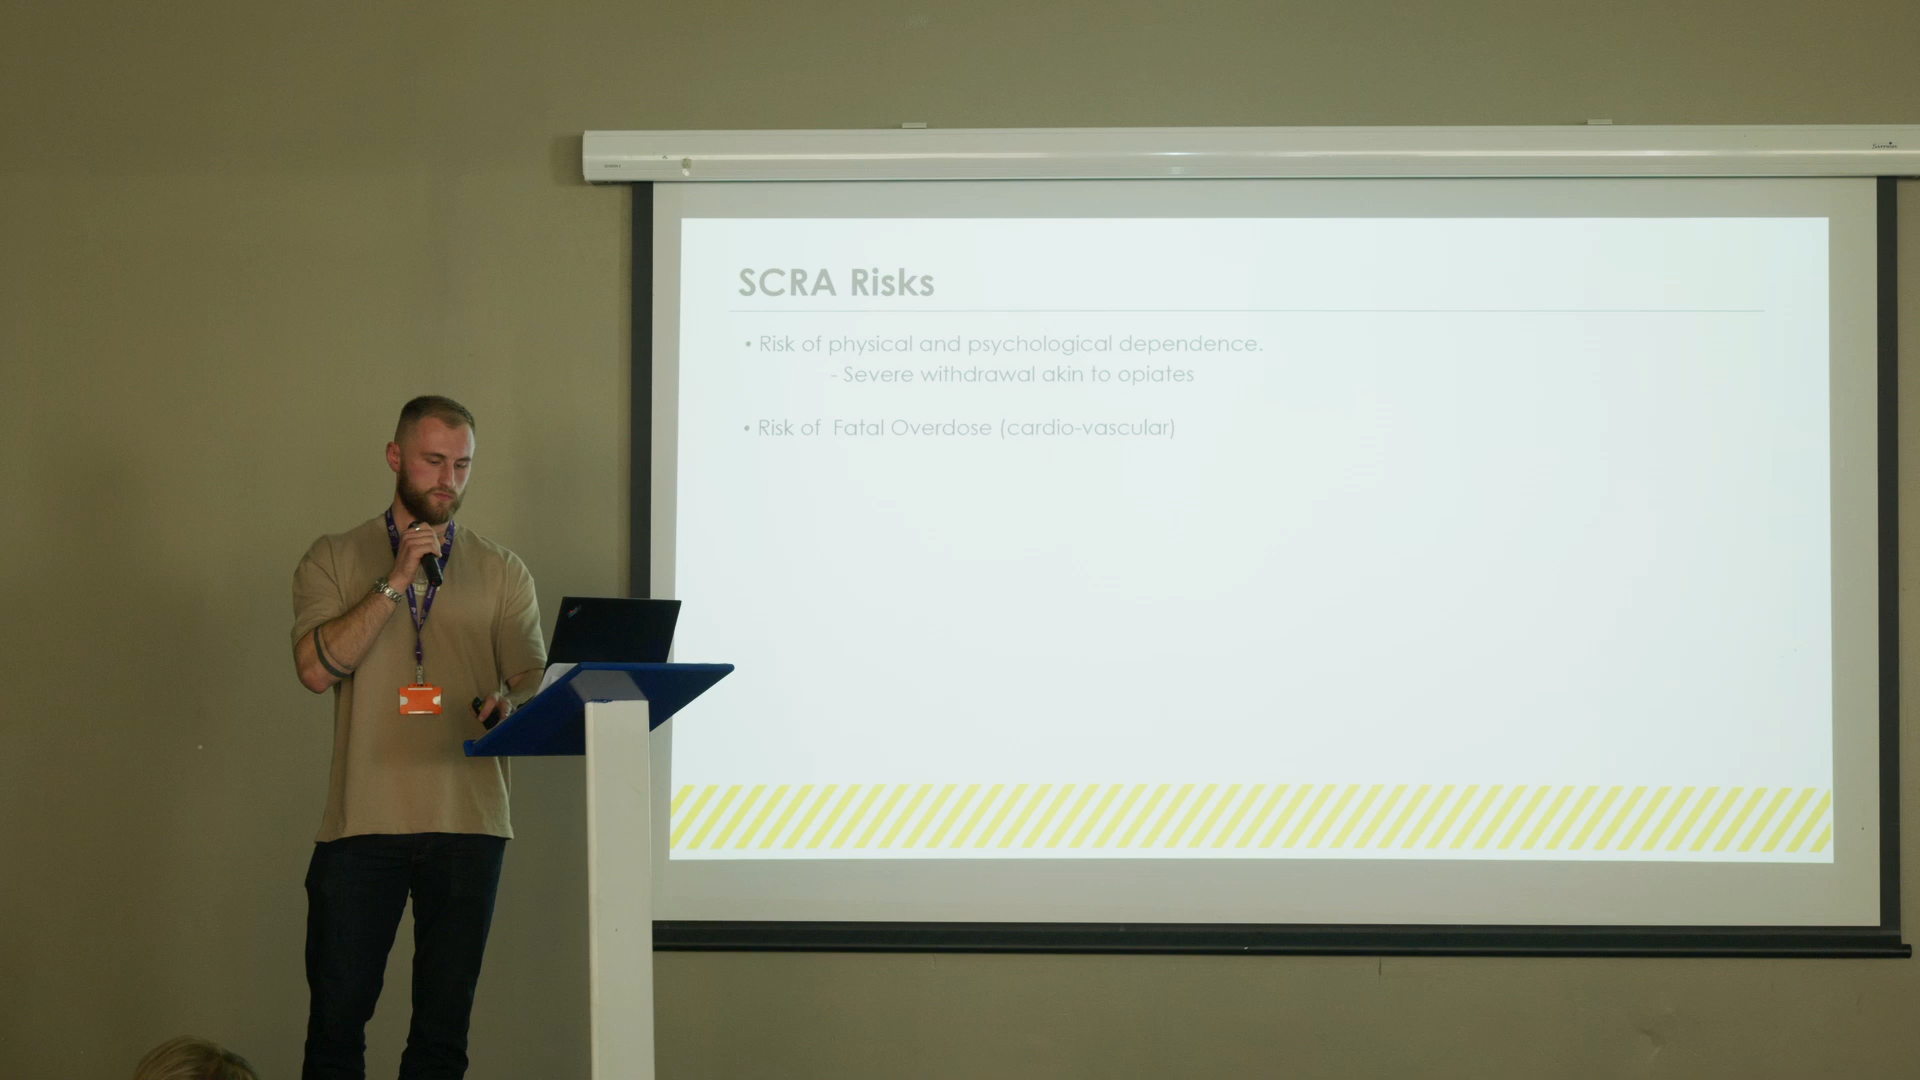 SCRA Risks
• Risk of physical and psychological dependence.
- Severe withdrawal akin to opiates
• Risk of  Fatal Overdose (cardio-vascular)